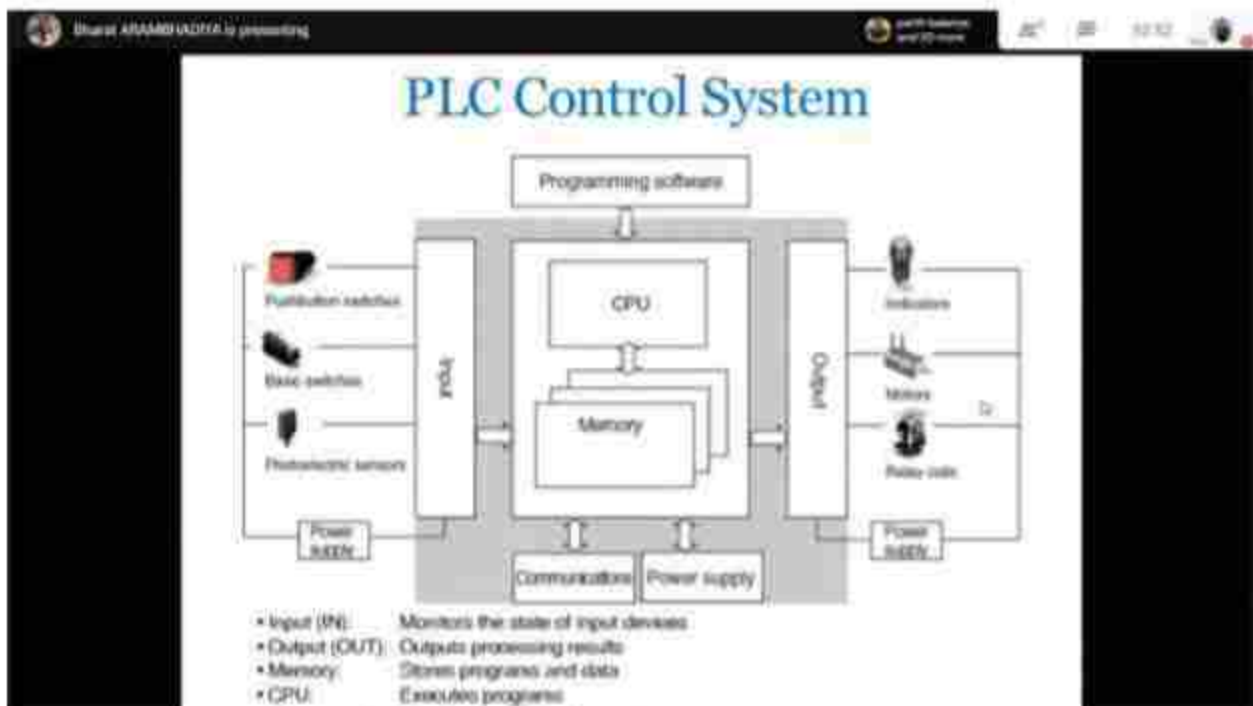 is presenting
PLC Control System
Programming software
CPU
Memory
Input
Output
Pushbutton switches
Basic switches
Photoelectric sensors
Power
supply
Indicators
Motors
Relay coils
Power
supply
Communications
Power supply
• Input (IN): Monitors the state of input devices
• Output (OUT): Outputs processing results
• Memory: Stores programs and data
• CPU: Executes programs